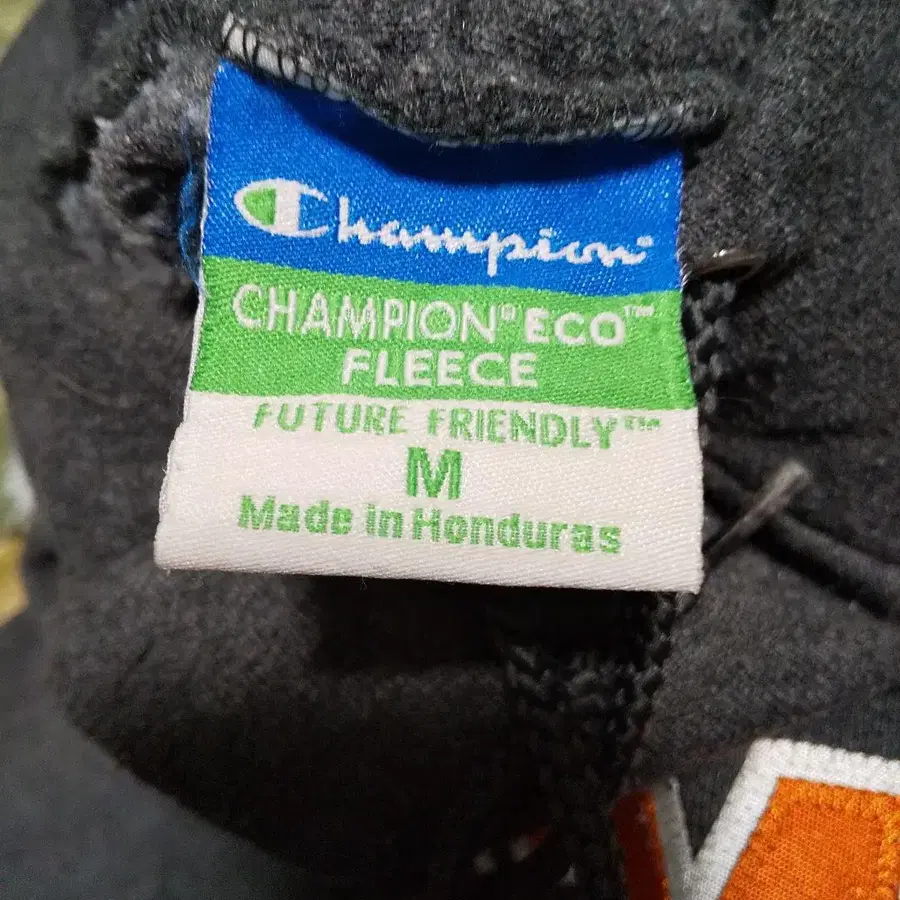 Champion
CHAMPION® ECO™
FLEECE
FUTURE FRIENDLY™
M
Made in Honduras